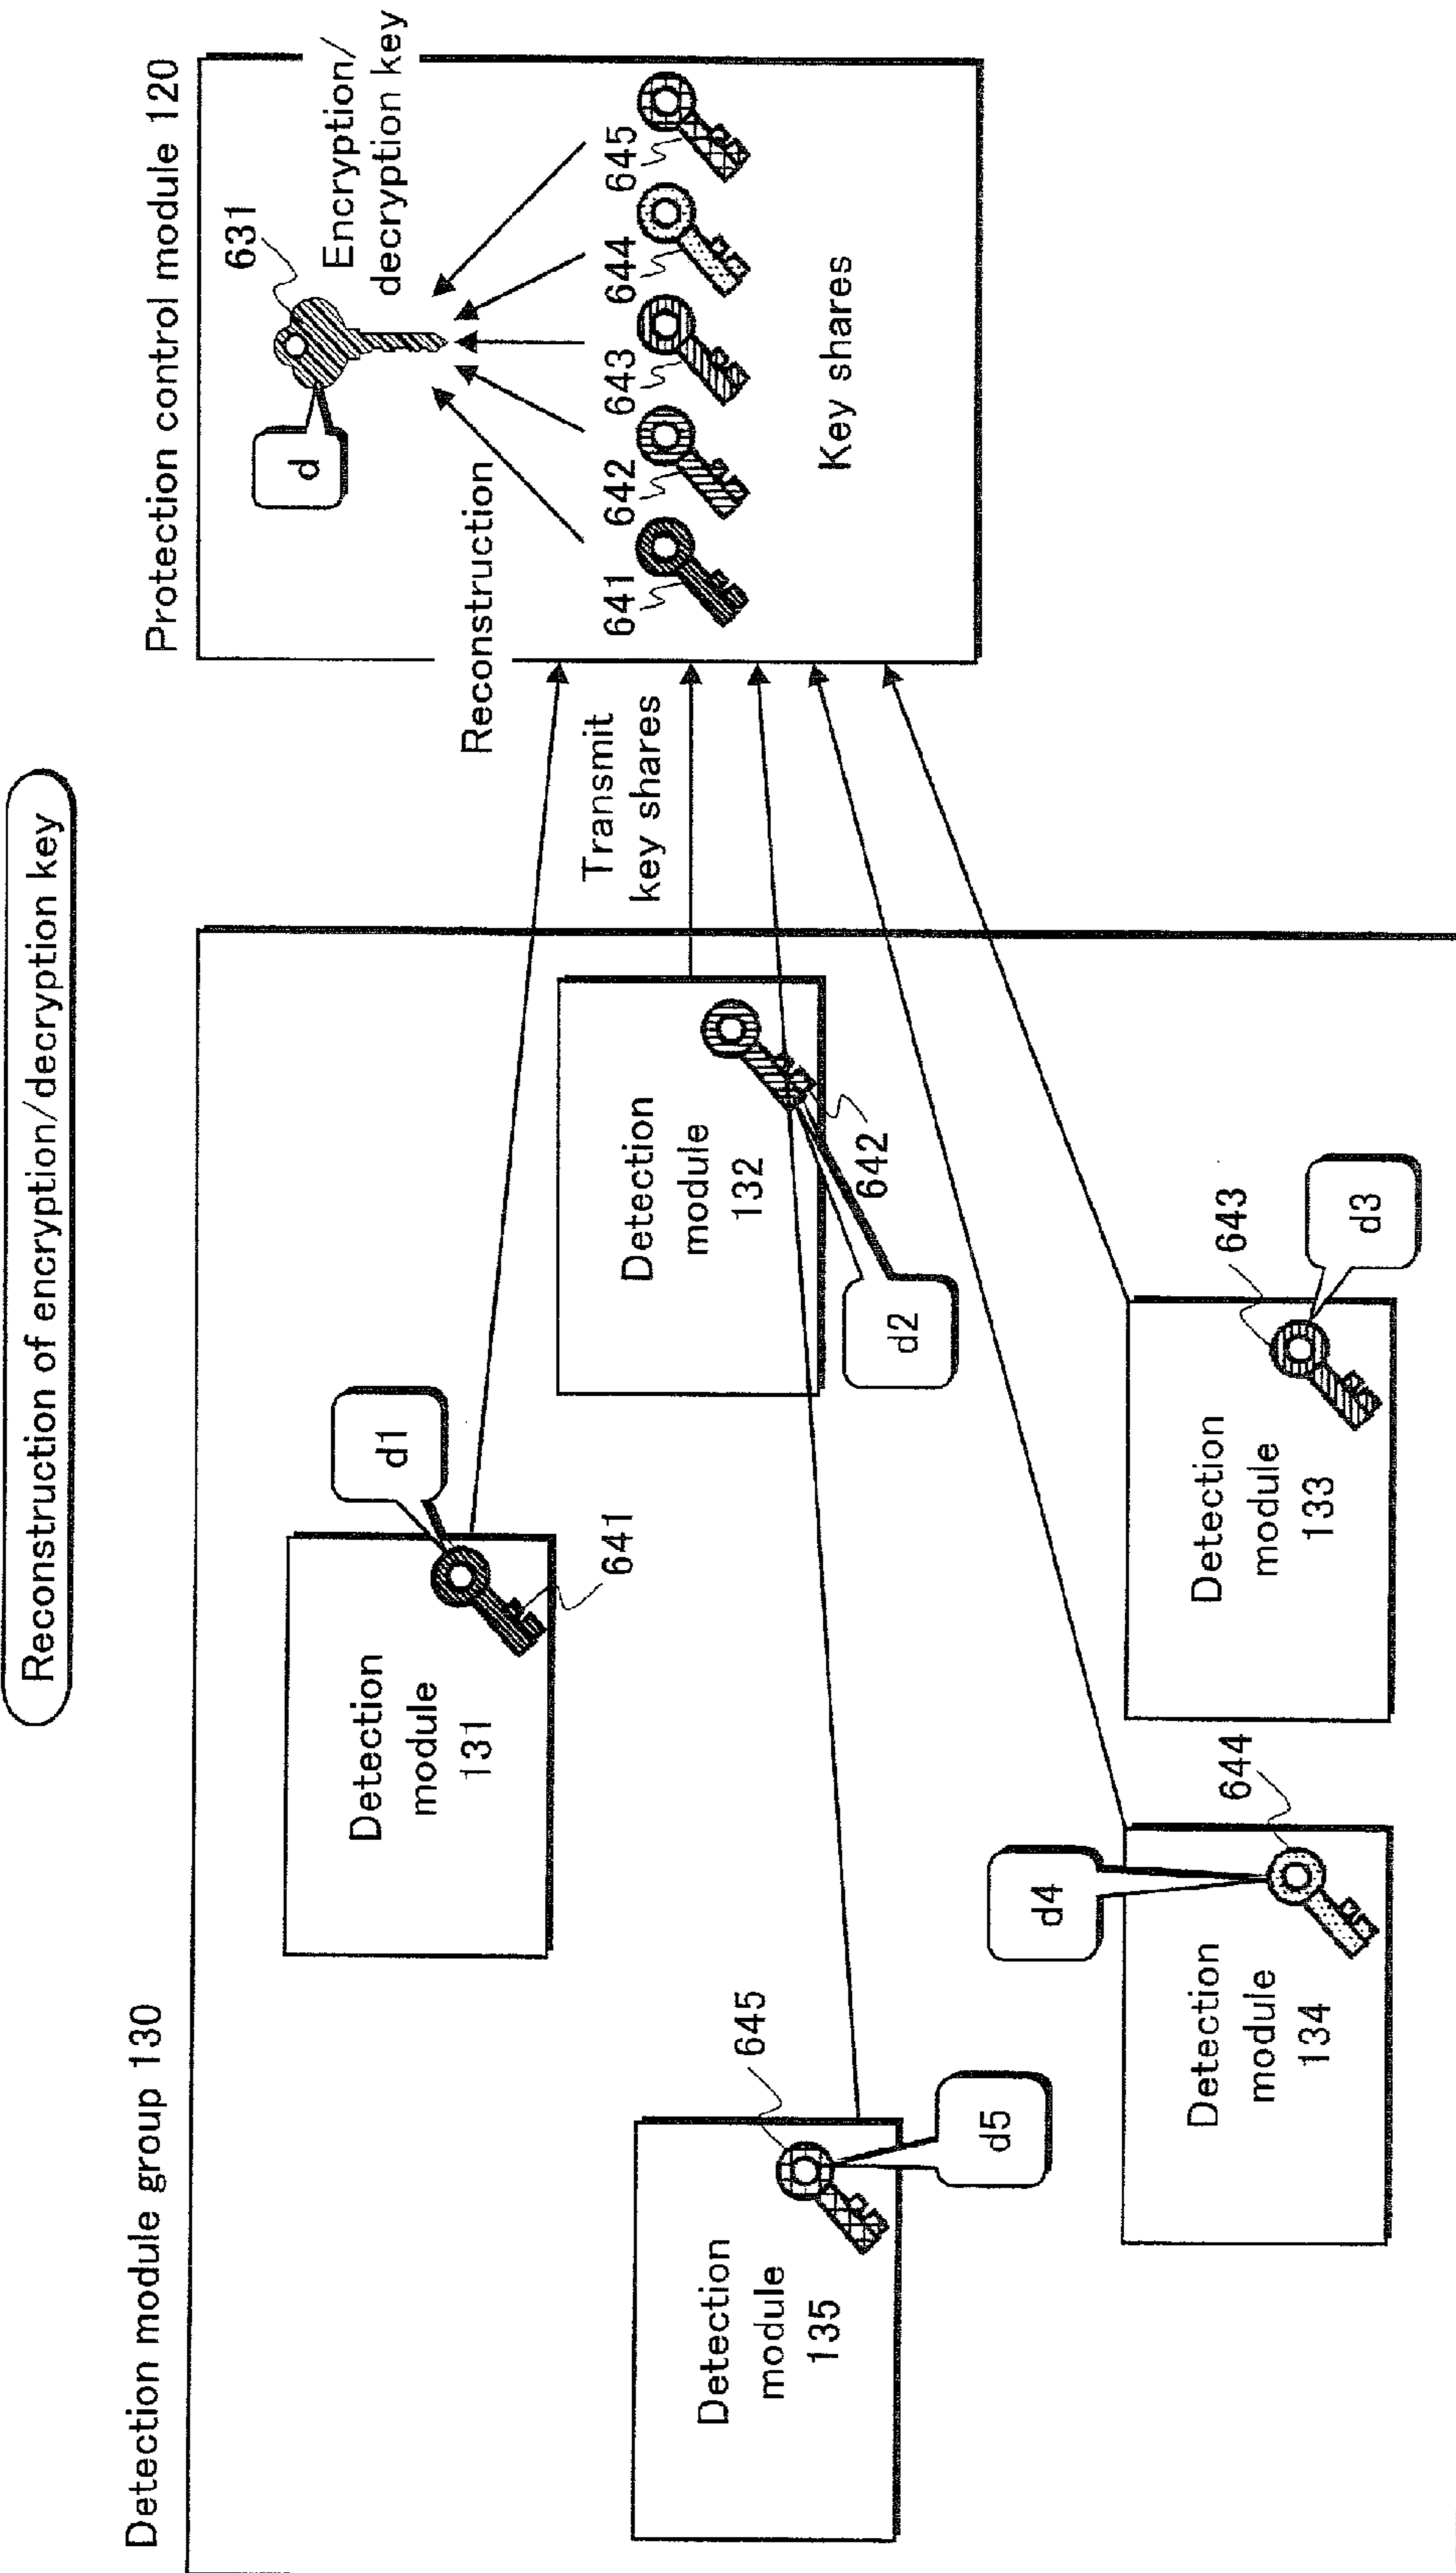 Reconstruction of encryption/decryption key
Detection module group 130
Detection
module
131
d1
641
Detection
module
132
d2
642
Detection
module
135
645
d5
Detection
module
134
d4
644
Detection
module
133
643
d3
Transmit
key shares
Protection control module 120
d
631
Encryption/
decryption key
Reconstruction
641
642
643
644
645
Key shares